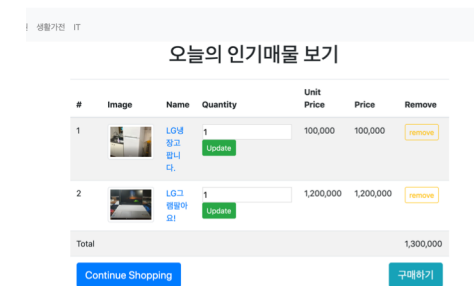 생활가전 IT
오늘의 인기매물 보기
# Image Name Quantity Unit Price Price Remove
1 LG냉장고 팝니다. 1 Update 100,000 100,000 remove
2 LG그램팔아요! 1 Update 1,200,000 1,200,000 remove
Total 1,300,000
Continue Shopping 구매하기